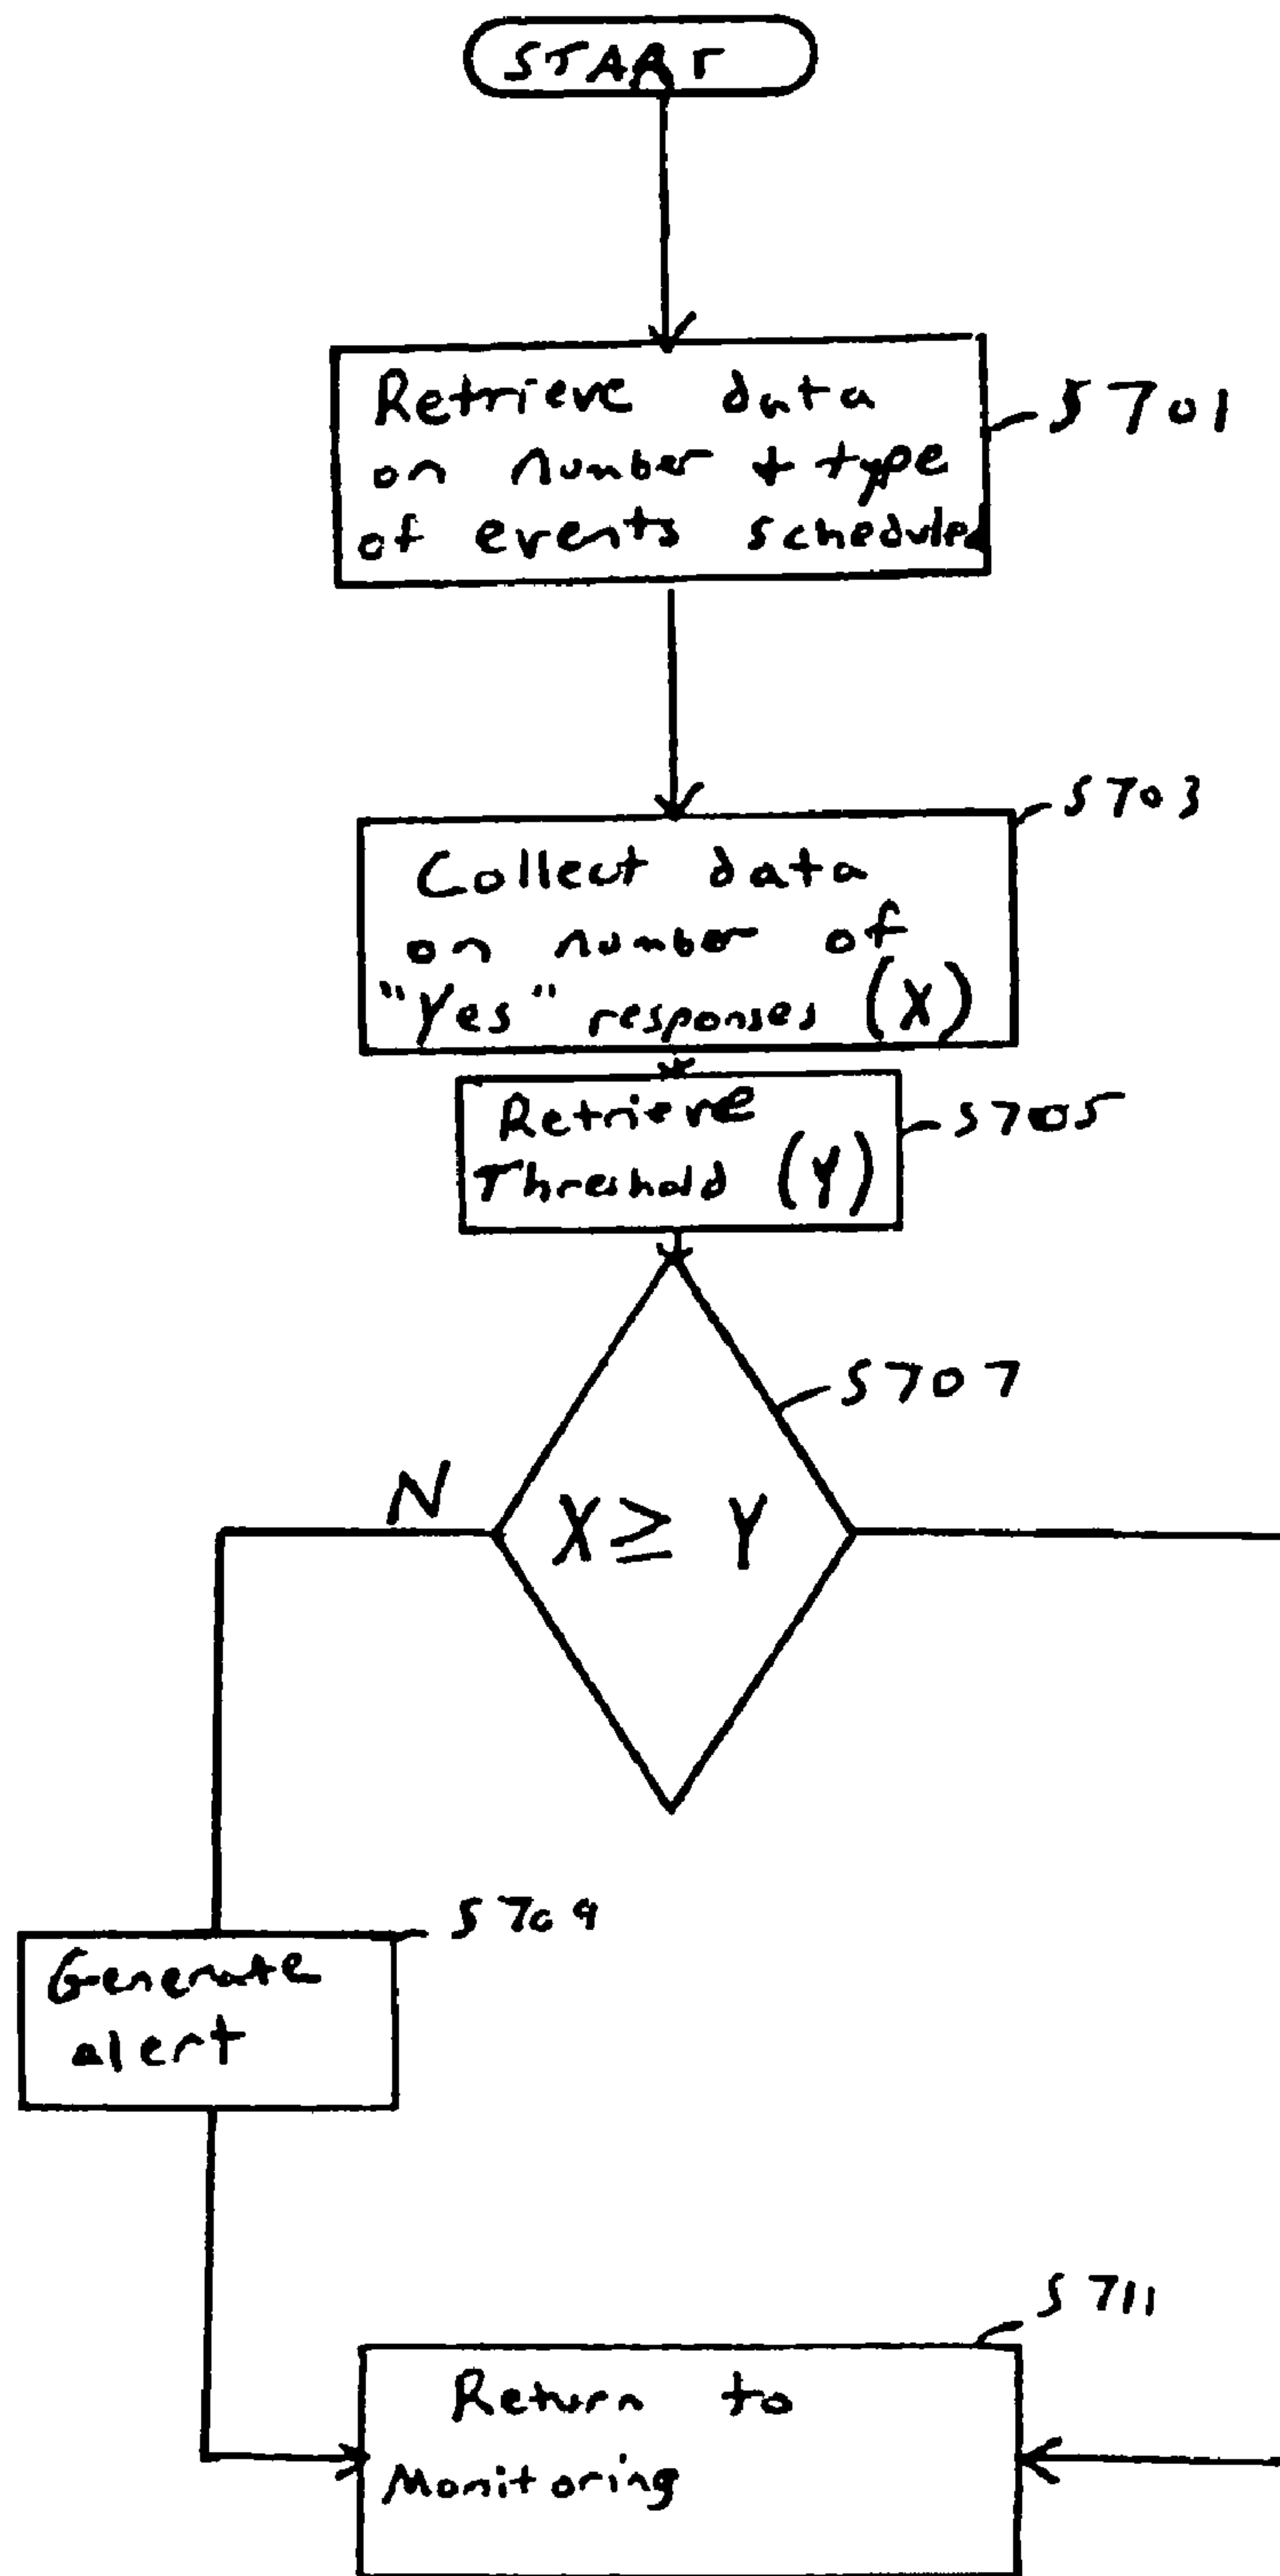 START
Retrieve data
on number + type
of events scheduled
S701
S703
Collect data
on number of
"Yes" responses (X)
Retrieve
Threshold (Y)
S705
S707
N
X ≥ Y
S709
Generate
alert
S711
Return to
Monitoring